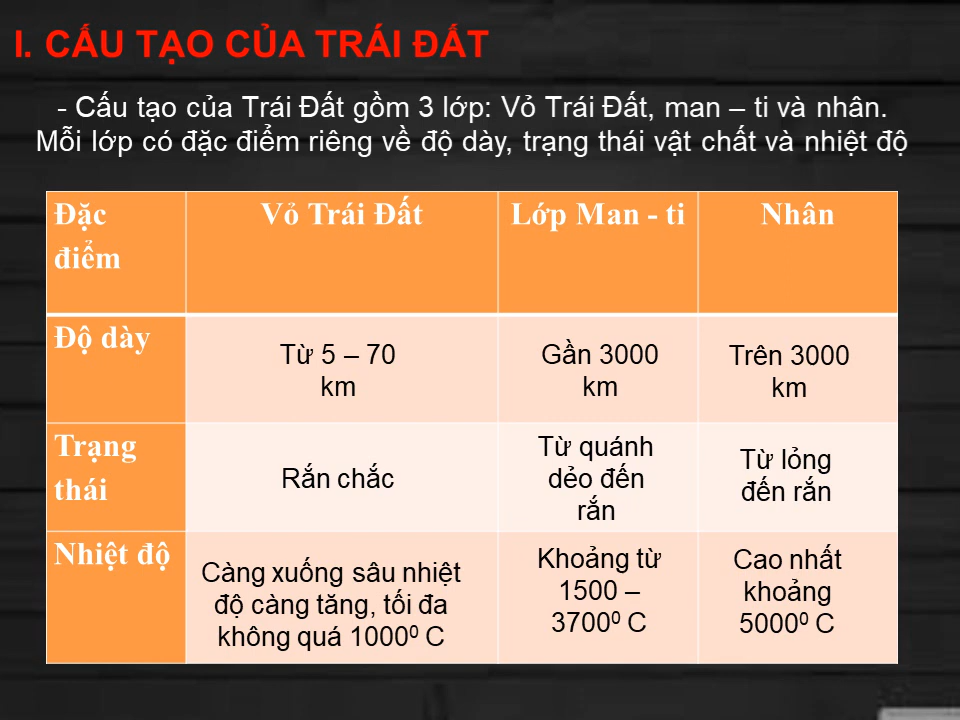 I. CẤU TẠO CỦA TRÁI ĐẤT
- Cấu tạo của Trái Đất gồm 3 lớp: Vỏ Trái Đất, man – ti và nhân.
Mỗi lớp có đặc điểm riêng về độ dày, trạng thái vật chất và nhiệt độ
Đặc
điểm
Vỏ Trái Đất
Lớp Man - ti
Nhân
Độ dày
Từ 5 – 70
km
Gần 3000
km
Trên 3000
km
Trạng
thái
Rắn chắc
Từ quánh
dẻo đến
rắn
Từ lỏng
đến rắn
Nhiệt độ
Càng xuống sâu nhiệt
độ càng tăng, tối đa
không quá 1000⁰ C
Khoảng từ
1500 –
3700⁰ C
Cao nhất
khoảng
5000⁰ C